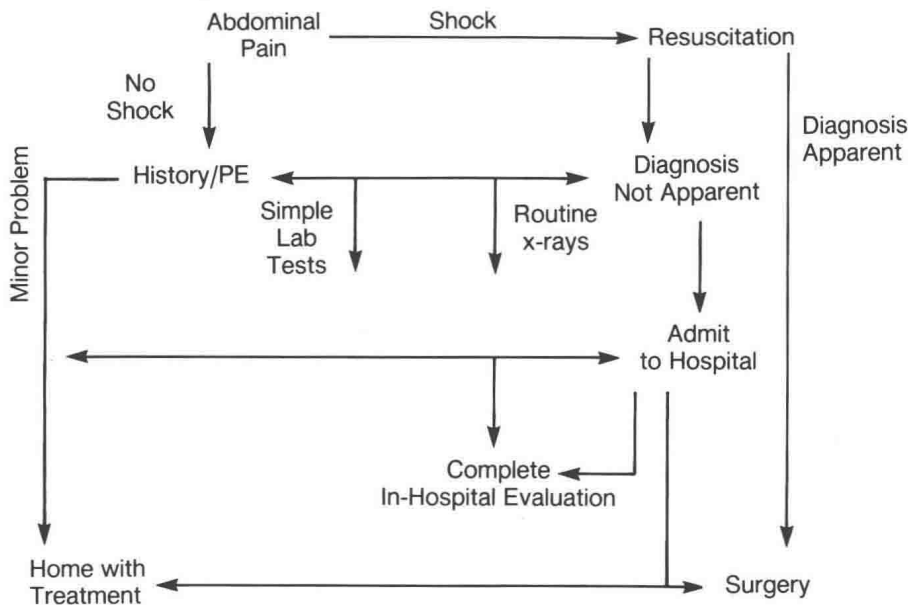 Abdominal
Pain
Shock
Resuscitation
No
Shock
Diagnosis
Apparent
History/PE
Diagnosis
Not Apparent
Simple
Lab
Tests
Routine
x-rays
Minor Problem
Admit
to Hospital
Complete
In-Hospital Evaluation
Home with
Treatment
Surgery